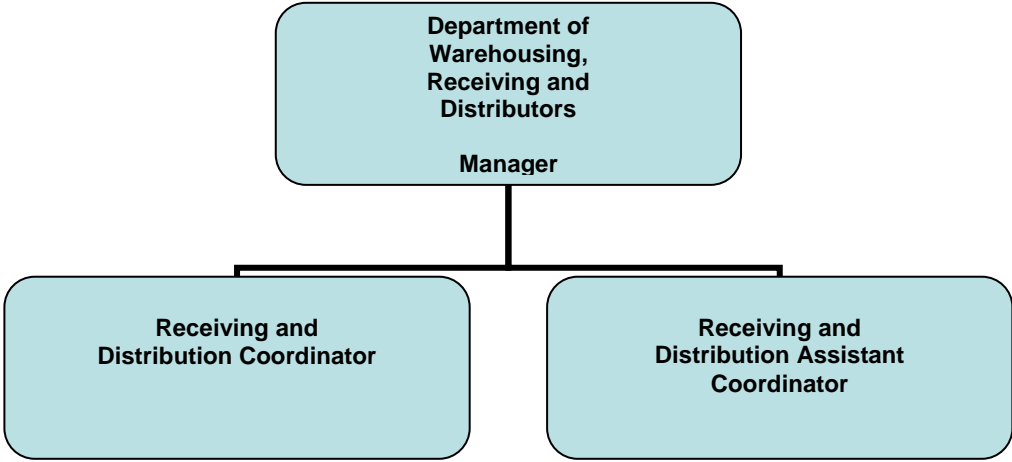 Department of
Warehousing,
Receiving and
Distributors
Manager
Receiving and
Distribution Coordinator
Receiving and
Distribution Assistant
Coordinator